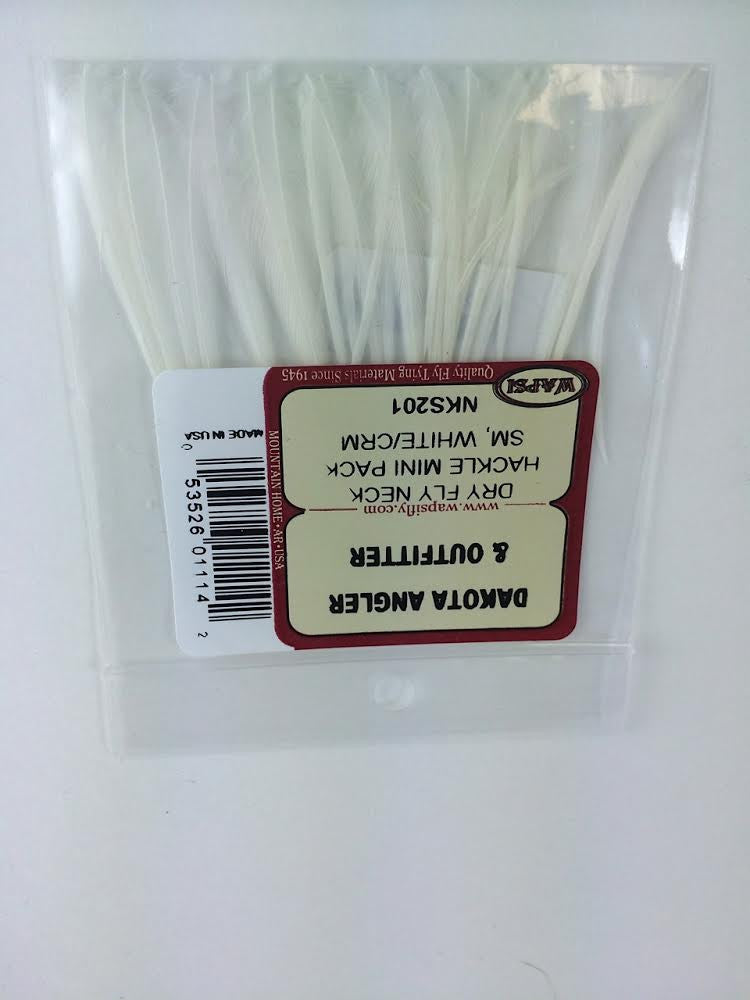 DAKOTA ANGLER
& OUTFITTER
www.wapsifly.com
DRY FLY NECK
HACKLE MINI PACK
SM, WHITE/CRM
NKS201
WAPSI
Quality Fly Tying Materials Since 1945
MOUNTAIN HOME•AR•USA
MADE IN USA
0 53526 01114 2